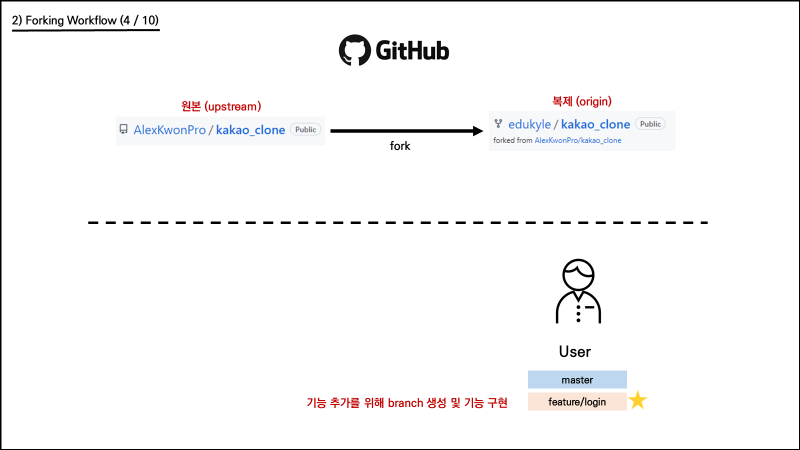 2) Forking Workflow (4 / 10)
GitHub
원본 (upstream)
AlexKwonPro / kakao_clone Public
fork
복제 (origin)
edukyle / kakao_clone Public
forked from AlexKwonPro/kakao_clone
User
master
기능 추가를 위해 branch 생성 및 기능 구현
feature/login